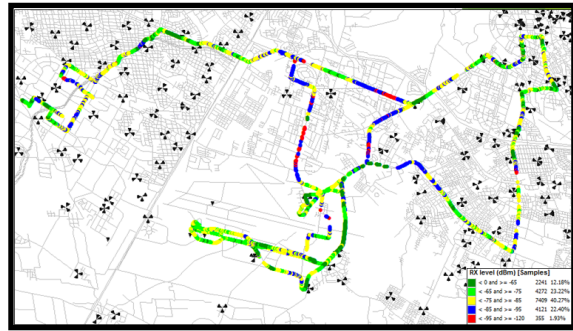 RX level (dBm) [Samples]
< 0 and >= -65 2241 12.18%
< -65 and >= -75 4272 23.22%
< -75 and >= -85 7409 40.27%
< -85 and >= -95 4121 22.40%
< -95 and >= -120 355 1.93%